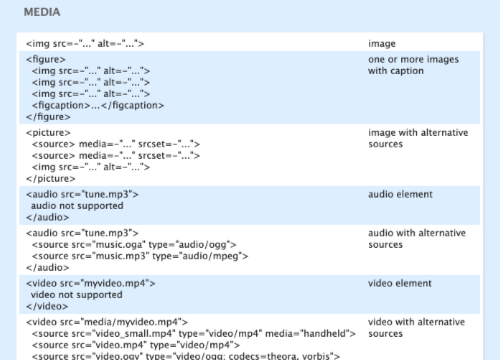 MEDIA
<img src=-"..." alt=-"..."> image
<figure> one or more images
<img src=-"..." alt=-"..."> with caption
<img src=-"..." alt=-"...">
<img src=-"..." alt=-"...">
<figcaption>...</figcaption>
</figure>
<picture> image with alternative
<source> media=-"..." srcset=-"..."> sources
<source> media=-"..." srcset=-"...">
<img src=-"..." alt=-"...">
</picture>
<audio src="tune.mp3"> audio element
audio not supported
</audio>
<audio src="tune.mp3"> audio with alternative
<source src="music.oga" type="audio/ogg"> sources
<source src="music.mp3" type="audio/mpeg">
</audio>
<video src="myvideo.mp4"> video element
video not supported
</video>
<video src="media/myvideo.mp4"> video with alternative
<source src="video_small.mp4" type="video/mp4" media="handheld"> sources
<source src="video.mp4" type="video/mp4">
<source src="video.ogv" type="video/ogg; codecs=theora, vorbis">